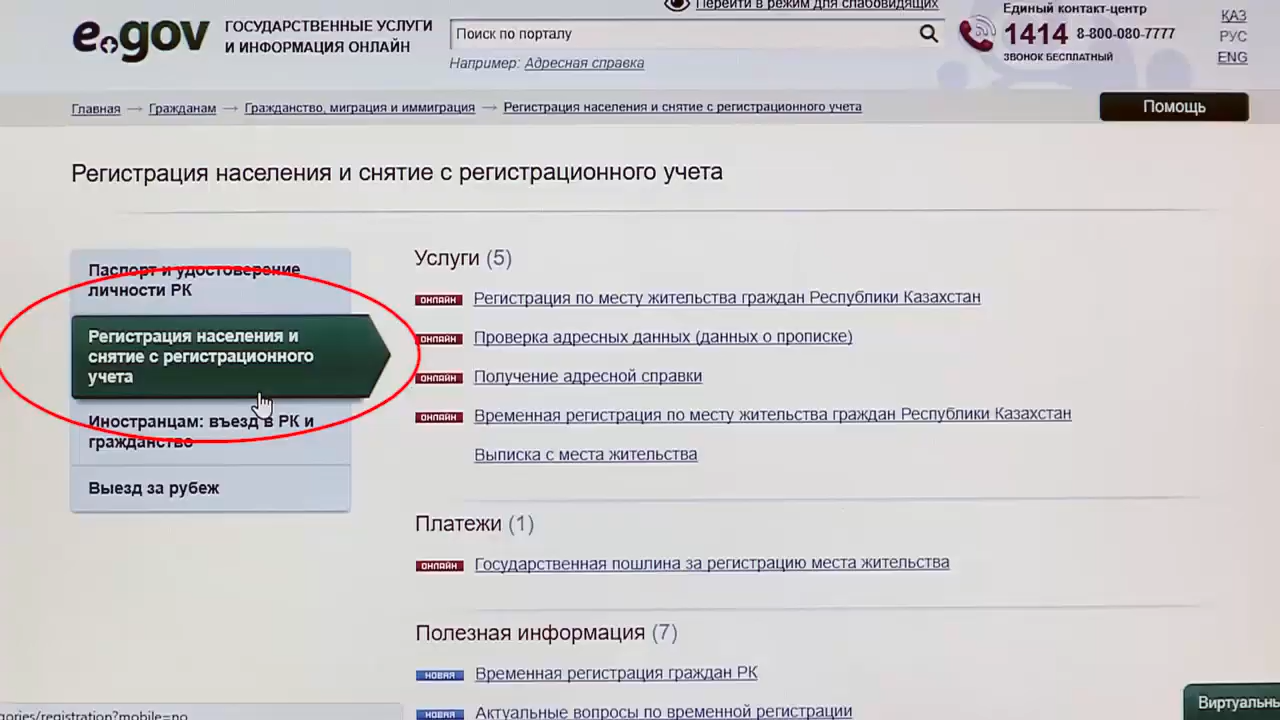 Перейти в режим для слабовидящих
e.gov
ГОСУДАРСТВЕННЫЕ УСЛУГИ
И ИНФОРМАЦИЯ ОНЛАЙН
Поиск по порталу
Например: Адресная справка
Единый контакт-центр
1414 8-800-080-7777
ЗВОНОК БЕСПЛАТНЫЙ
ҚАЗ
РУС
ENG
Главная → Гражданам → Гражданство, миграция и иммиграция → Регистрация населения и снятие с регистрационного учета
Помощь
Регистрация населения и снятие с регистрационного учета
Паспорт и удостоверение
личности РК
Регистрация населения и
снятие с регистрационного
учета
Иностранцам: въезд в РК и
гражданство
Выезд за рубеж
Услуги (5)
ОНЛАЙН Регистрация по месту жительства граждан Республики Казахстан
ОНЛАЙН Проверка адресных данных (данных о прописке)
ОНЛАЙН Получение адресной справки
ОНЛАЙН Временная регистрация по месту жительства граждан Республики Казахстан
Выписка с места жительства
Платежи (1)
ОНЛАЙН Государственная пошлина за регистрацию места жительства
Полезная информация (7)
НОВАЯ Временная регистрация граждан РК
НОВАЯ Актуальные вопросы по временной регистрации
gories/registration?mobile=no
Виртуальн